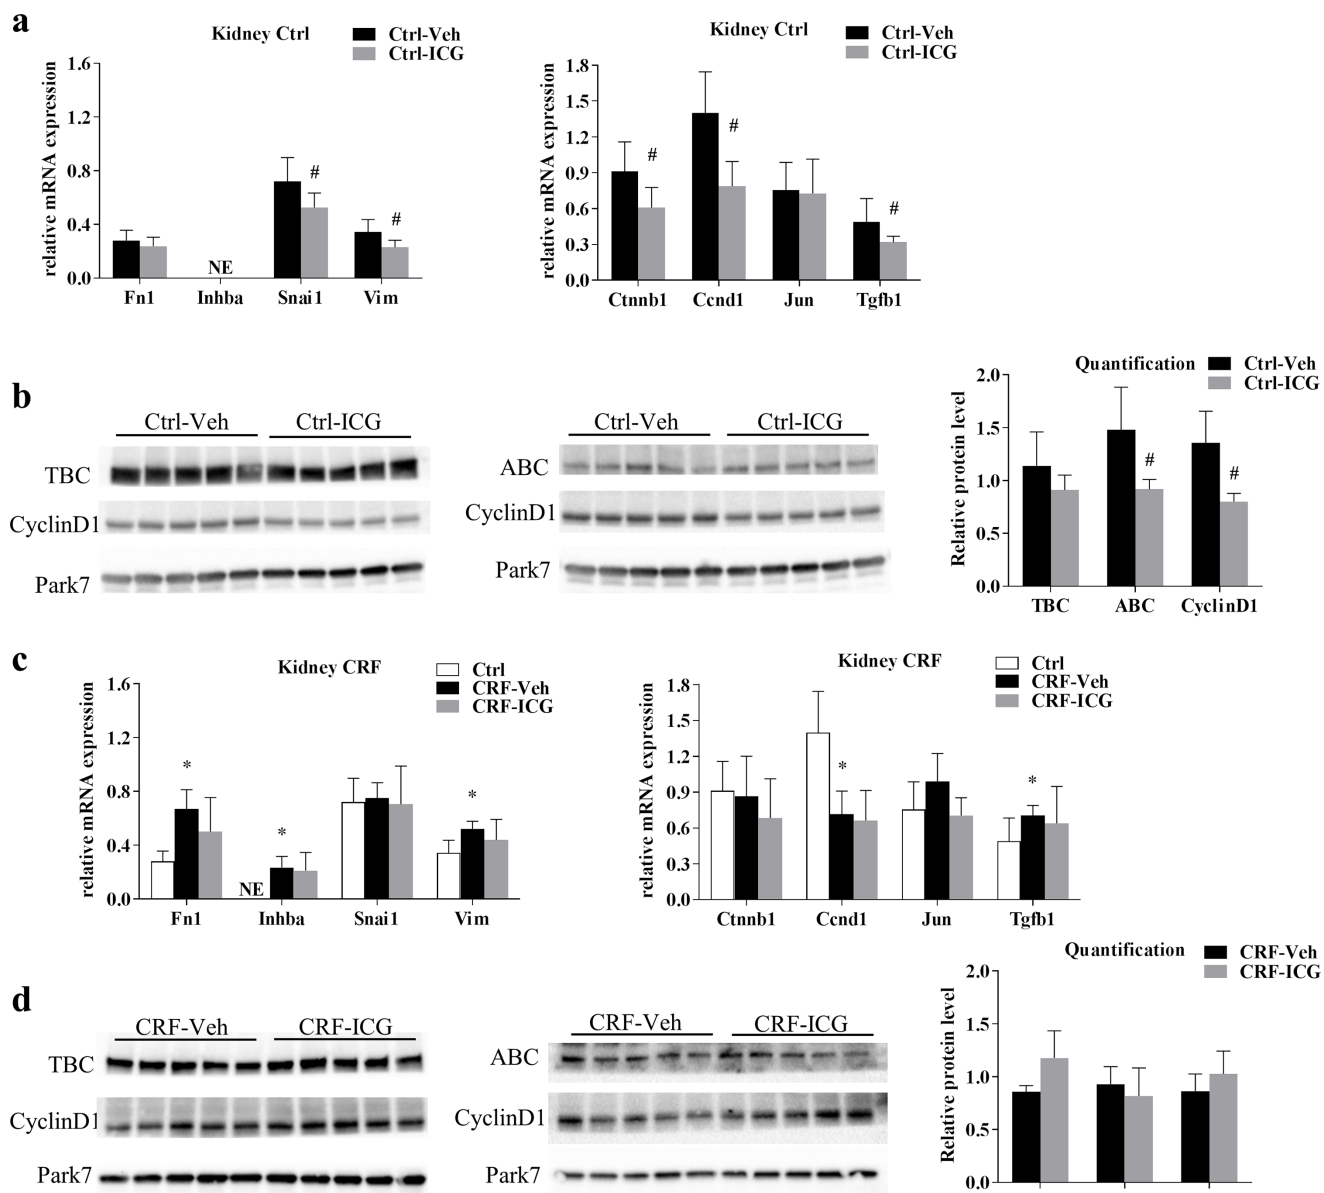 a
Kidney Ctrl
Ctrl-Veh
Ctrl-ICG
relative mRNA expression
1.6
1.2
0.8
0.4
0.0
#
#
NE
Fn1 Inhba Snai1 Vim
Kidney Ctrl
Ctrl-Veh
Ctrl-ICG
relative mRNA expression
1.8
1.5
1.2
0.9
0.6
0.3
0.0
#
#
#
Ctnnb1 Ccnd1 Jun Tgfb1
b
Ctrl-Veh Ctrl-ICG
TBC
CyclinD1
Park7
Ctrl-Veh Ctrl-ICG
ABC
CyclinD1
Park7
Quantification
Ctrl-Veh
Ctrl-ICG
Relative protein level
2.0
1.5
1.0
0.5
0.0
#
#
TBC ABC CyclinD1
c
Kidney CRF
Ctrl
CRF-Veh
CRF-ICG
relative mRNA expression
1.6
1.2
0.8
0.4
0.0
*
*
*
NE
Fn1 Inhba Snai1 Vim
Kidney CRF
Ctrl
CRF-Veh
CRF-ICG
relative mRNA expression
1.8
1.5
1.2
0.9
0.6
0.3
0.0
*
*
Ctnnb1 Ccnd1 Jun Tgfb1
d
CRF-Veh CRF-ICG
TBC
CyclinD1
Park7
CRF-Veh CRF-ICG
ABC
CyclinD1
Park7
Quantification
CRF-Veh
CRF-ICG
Relative protein level
2.0
1.5
1.0
0.5
0.0